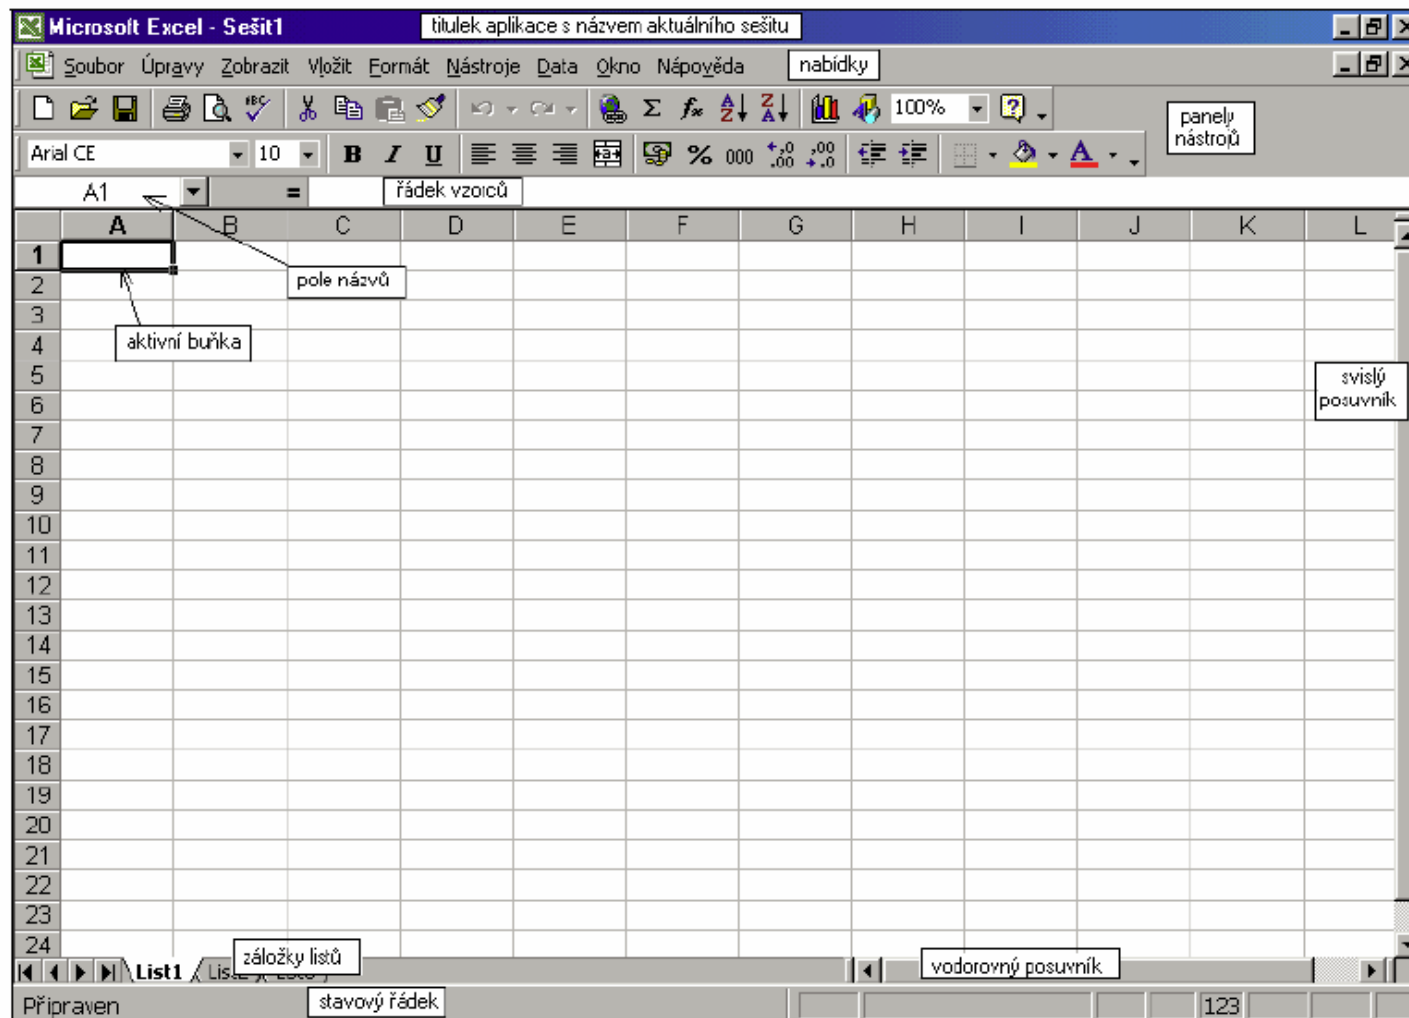 Microsoft Excel - Sešit1
titulek aplikace s názvem aktuálního sešitu
Soubor Úpravy Zobrazit Vložit Formát Nástroje Data Okno Nápověda
nabídky
100%
panely
nástrojů
Arial CE 10 B I U % 000
A1 =
řádek vzorců
A B C D E F G H I J K L
1
2
pole názvů
3
4
aktivní buňka
5
svislý
6
posuvník
7
8
9
10
11
12
13
14
15
16
17
18
19
20
21
22
23
24
záložky listů
List1
vodorovný posuvník
Připraven
stavový řádek
123